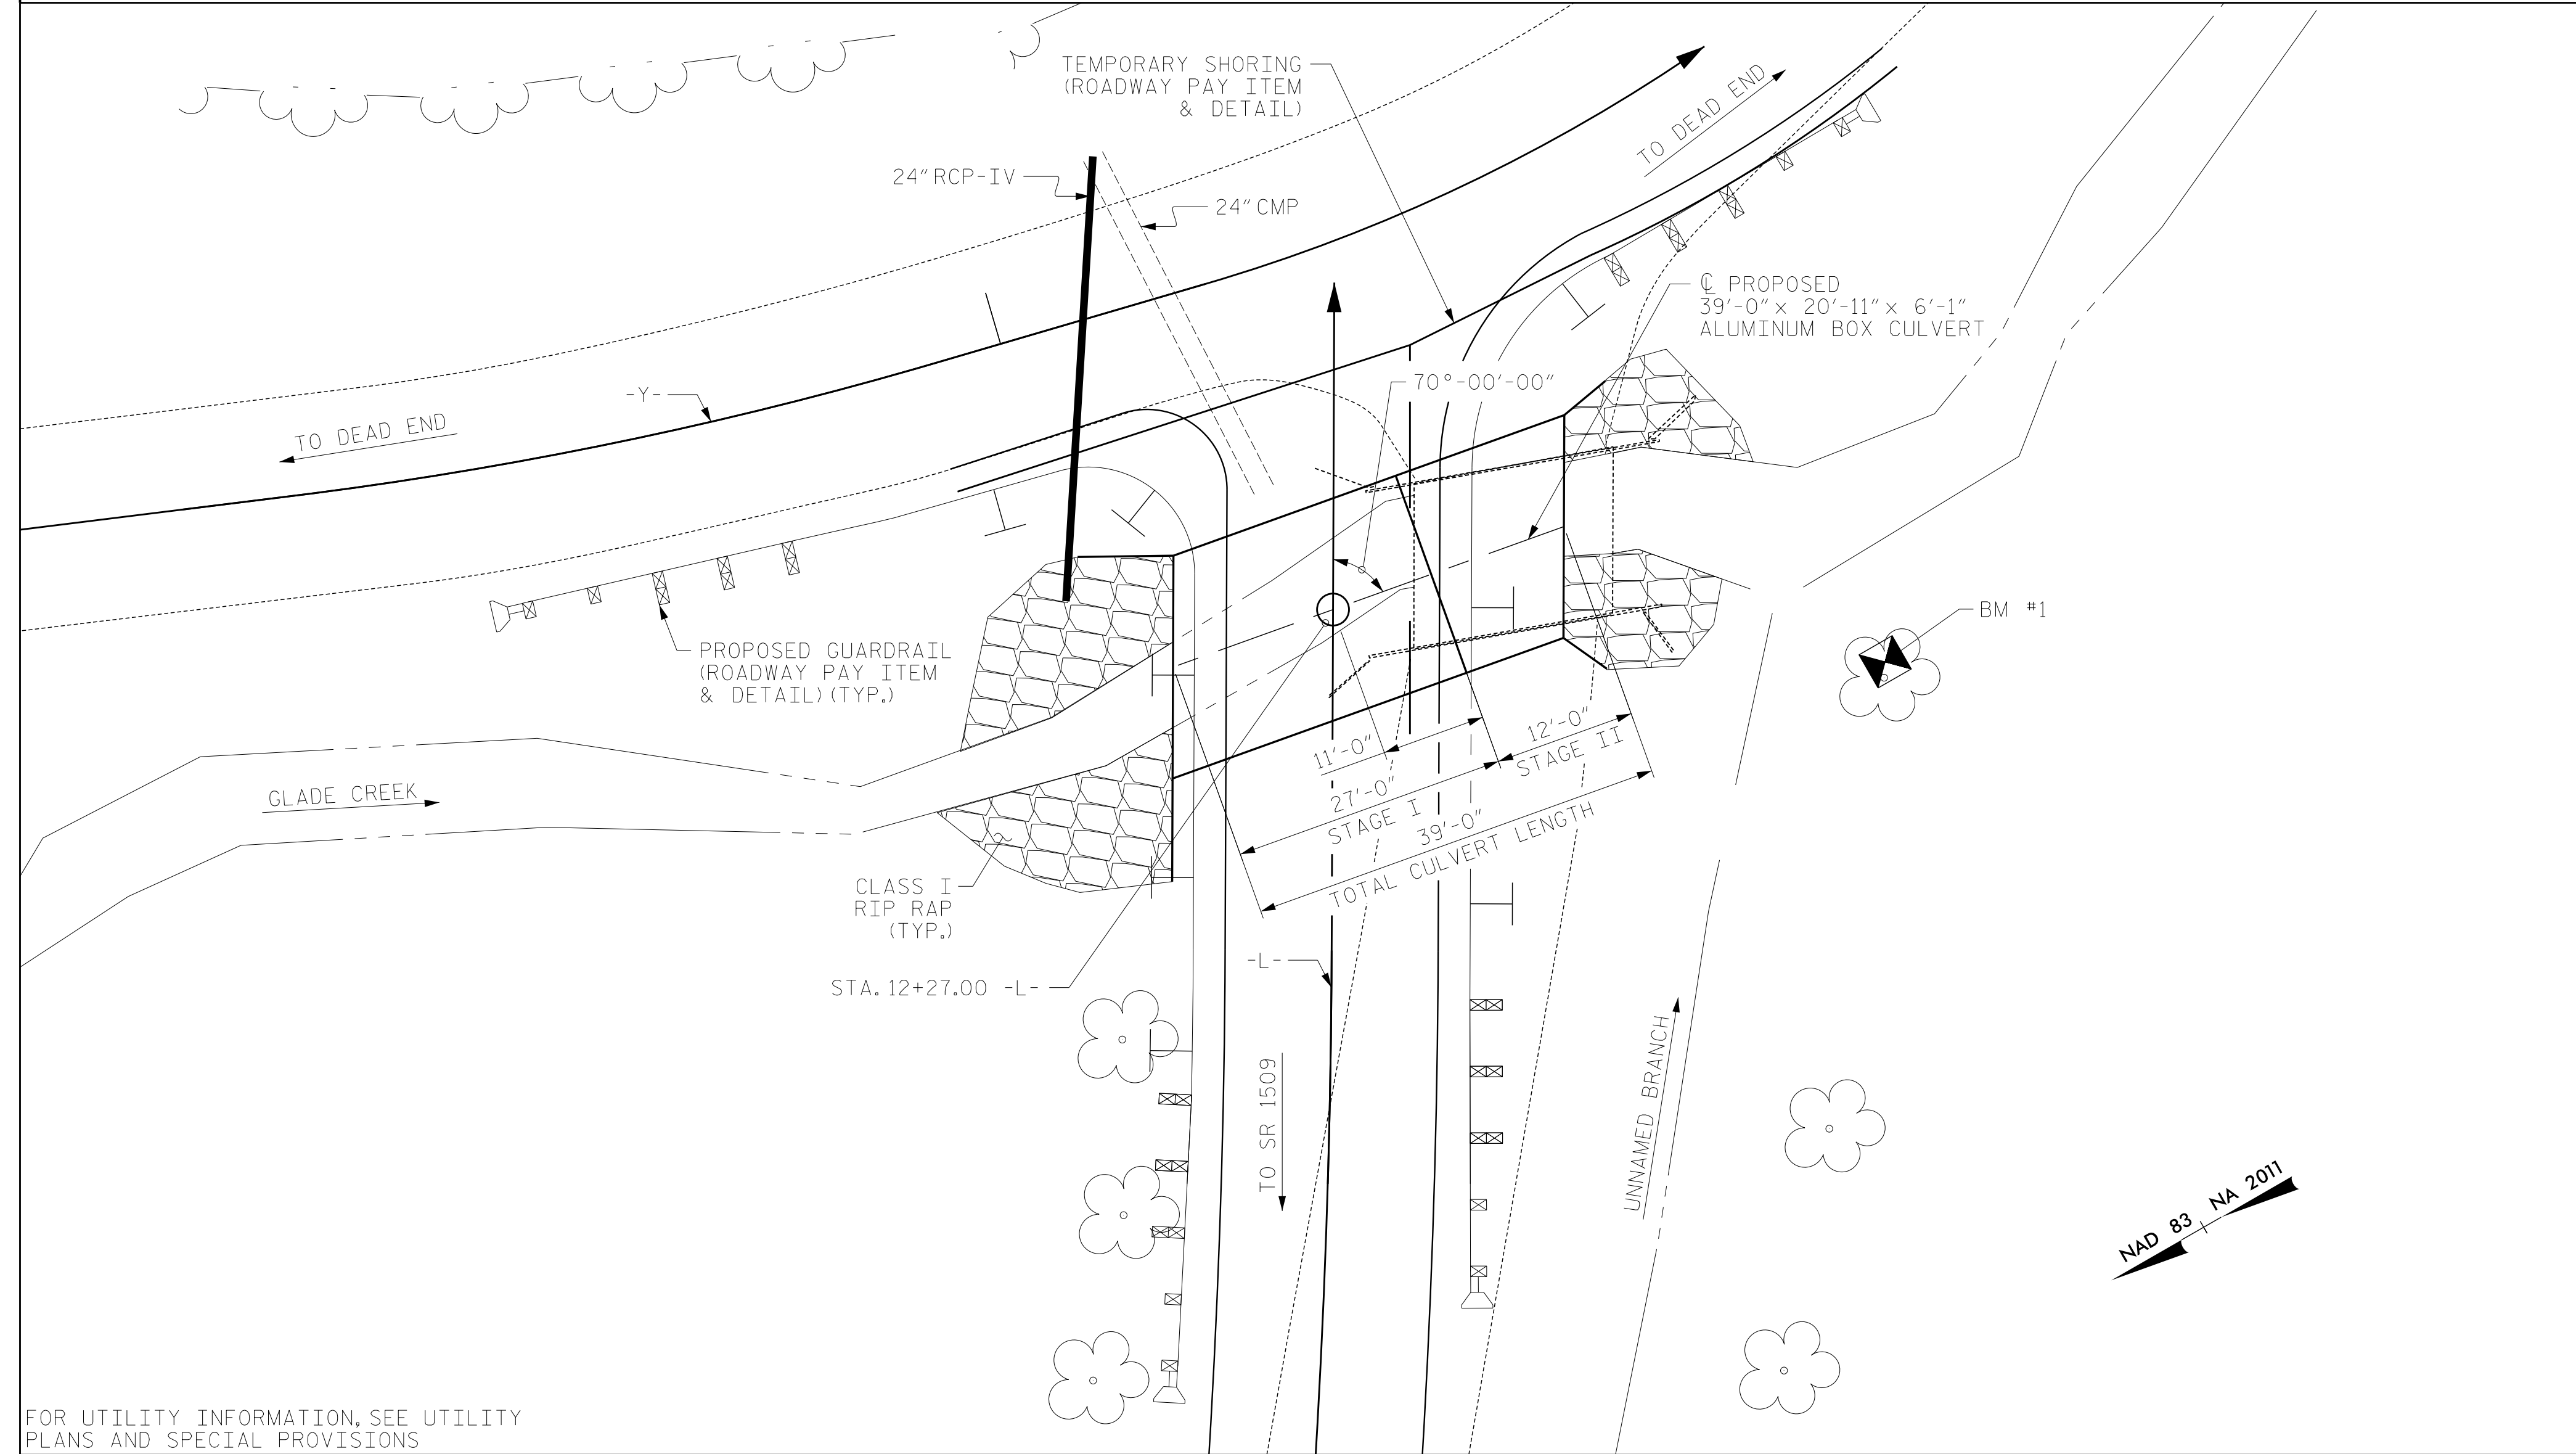 TEMPORARY SHORING
(ROADWAY PAY ITEM
& DETAIL)
TO DEAD END
24"RCP-IV
24"CMP
℄ PROPOSED
39'-0"x 20'-11"x 6'-1"
ALUMINUM BOX CULVERT
70°-00'-00"
-Y-
TO DEAD END
BM #1
PROPOSED GUARDRAIL
(ROADWAY PAY ITEM
& DETAIL)(TYP.)
11'-0"
12'-0"
STAGE II
27'-0"
STAGE I
39'-0"
TOTAL CULVERT LENGTH
GLADE CREEK
CLASS I
RIP RAP
(TYP.)
STA. 12+27.00 -L-
-L-
TO SR 1509
UNNAMED BRANCH
NAD 83 NA 2011
FOR UTILITY INFORMATION, SEE UTILITY
PLANS AND SPECIAL PROVISIONS